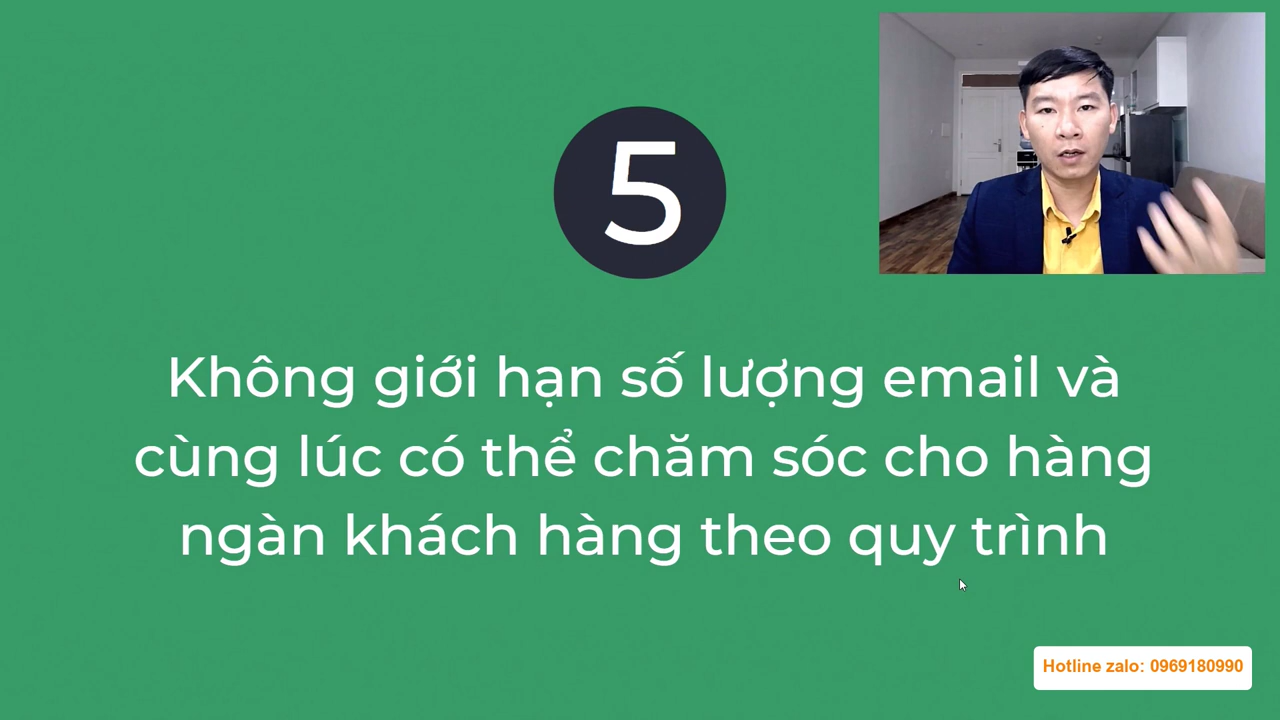 5
Không giới hạn số lượng email và
cùng lúc có thể chăm sóc cho hàng
ngàn khách hàng theo quy trình
Hotline zalo: 0969180990